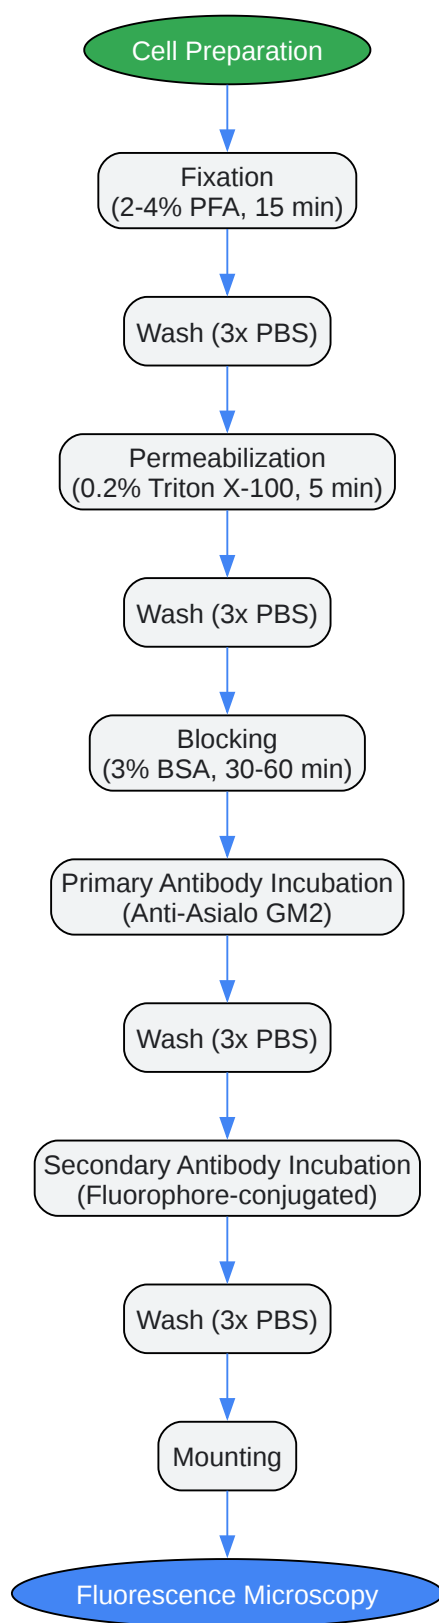 Cell Preparation
Fixation
(2-4% PFA, 15 min)
Wash (3x PBS)
Permeabilization
(0.2% Triton X-100, 5 min)
Wash (3x PBS)
Blocking
(3% BSA, 30-60 min)
Primary Antibody Incubation
(Anti-Asialo GM2)
Wash (3x PBS)
Secondary Antibody Incubation
(Fluorophore-conjugated)
Wash (3x PBS)
Mounting
Fluorescence Microscopy